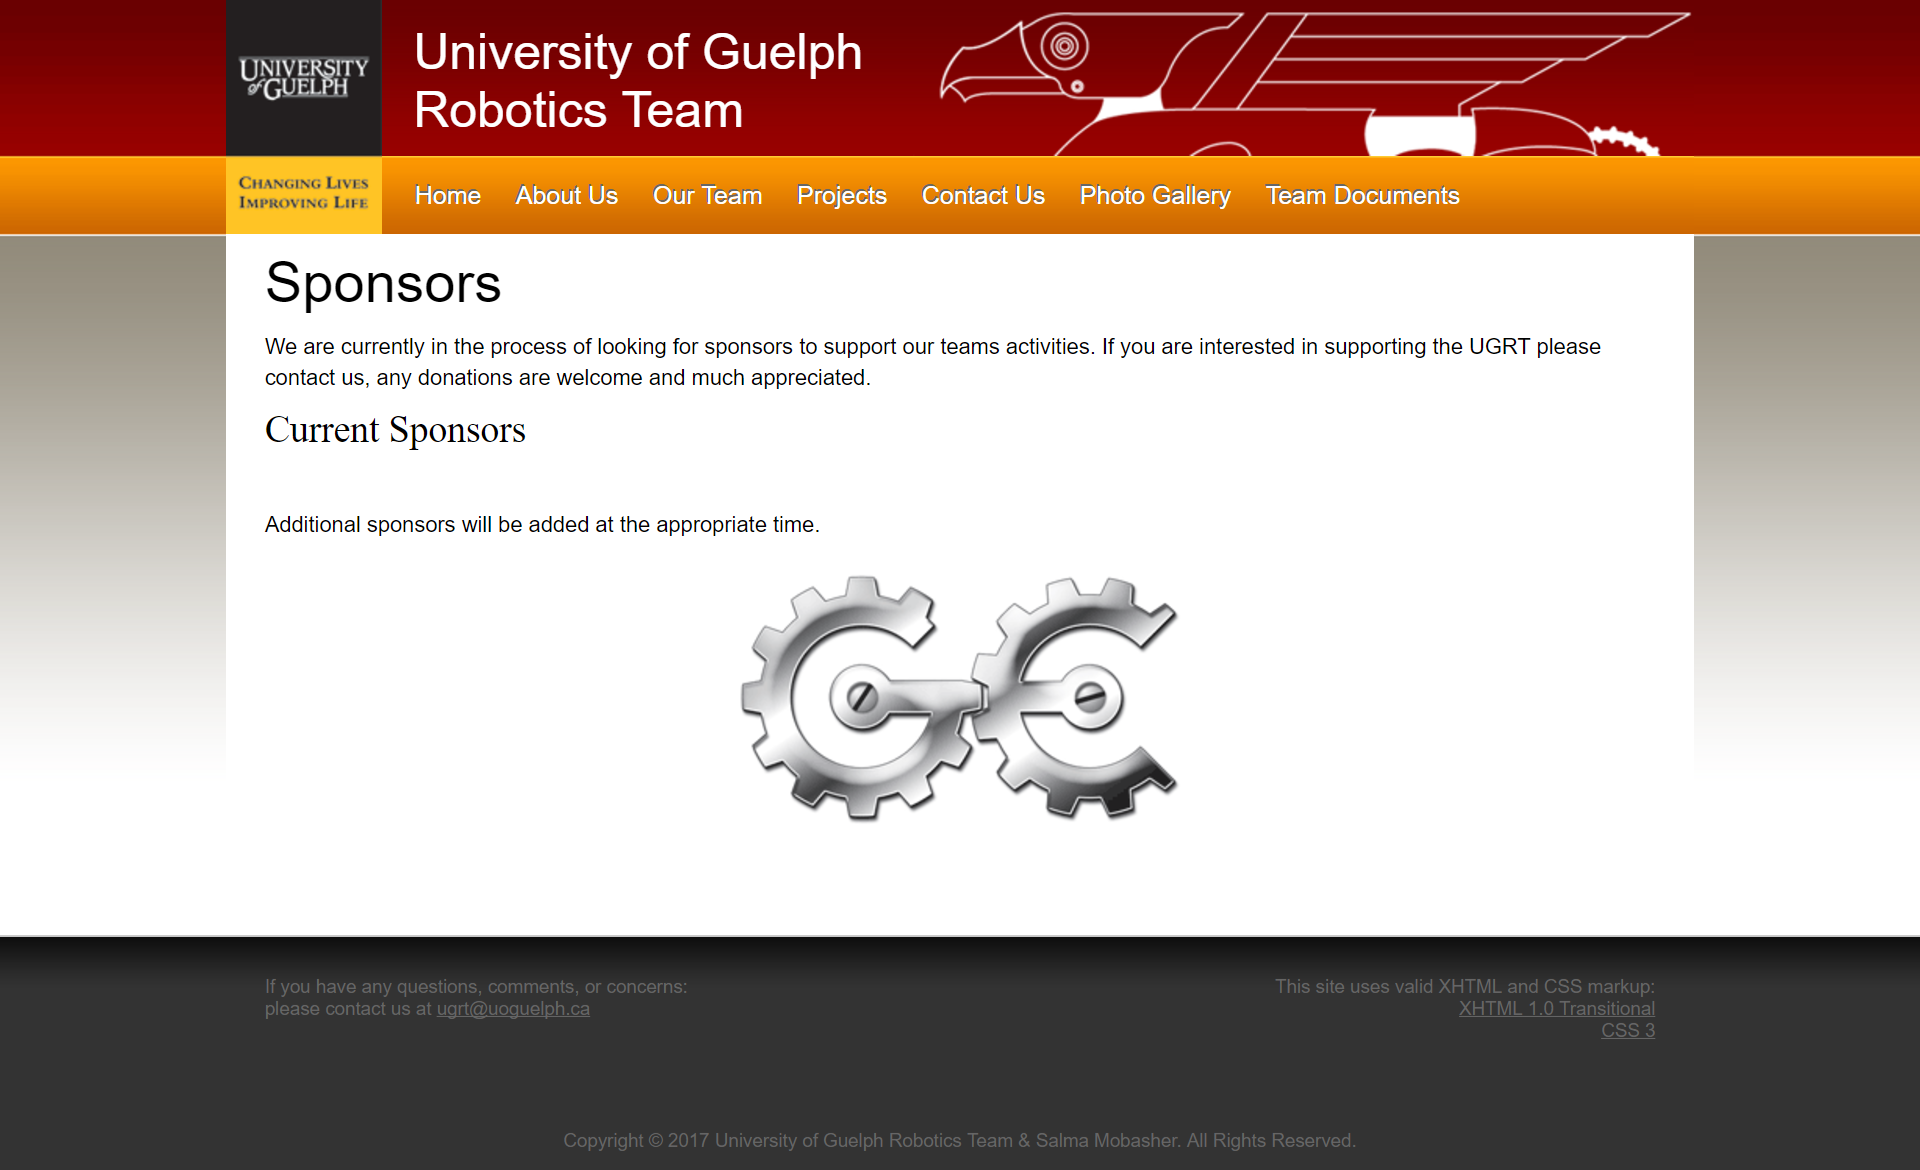 UNIVERSITY
of GUELPH
University of Guelph
Robotics Team
CHANGING LIVES
IMPROVING LIFE
Home About Us Our Team Projects Contact Us Photo Gallery Team Documents
Sponsors
We are currently in the process of looking for sponsors to support our teams activities. If you are interested in supporting the UGRT please
contact us, any donations are welcome and much appreciated.
Current Sponsors
Additional sponsors will be added at the appropriate time.
GE
If you have any questions, comments, or concerns:
please contact us at ugrt@uoguelph.ca
This site uses valid XHTML and CSS markup:
XHTML 1.0 Transitional
CSS 3
Copyright © 2017 University of Guelph Robotics Team & Salma Mobasher. All Rights Reserved.